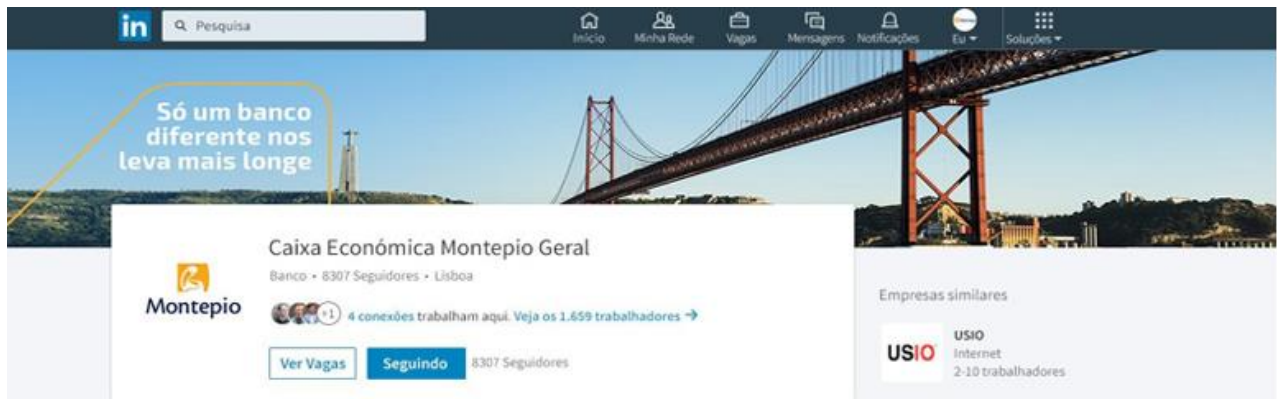 in
Pesquisa
Início
Minha Rede
Vagas
Mensagens
Notificações
Eu
Soluções
Só um banco
diferente nos
leva mais longe
Montepio
Caixa Económica Montepio Geral
Banco • 8307 Seguidores • Lisboa
+1 4 conexões trabalham aqui. Veja os 1.659 trabalhadores →
Ver Vagas
Seguindo
8307 Seguidores
Empresas similares
USIO
USIO
Internet
2-10 trabalhadores